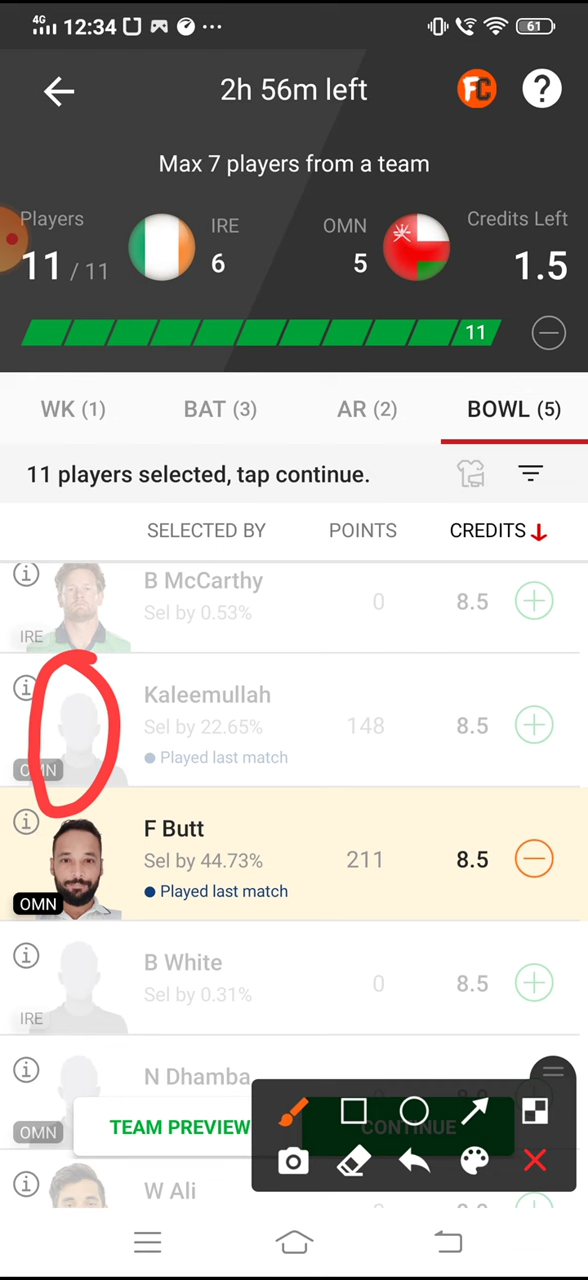 4G 12:34 61
2h 56m left FC ?
Max 7 players from a team
Players IRE OMN Credits Left
11 / 11 6 5 1.5
11
WK (1) BAT (3) AR (2) BOWL (5)
11 players selected, tap continue.
SELECTED BY POINTS CREDITS
B McCarthy
Sel by 0.53% 0 8.5
IRE
Kaleemullah
Sel by 22.65% 148 8.5
Played last match
OMN
F Butt
Sel by 44.73% 211 8.5
Played last match
OMN
B White
Sel by 0.31% 0 8.5
IRE
N Dhamba
OMN
TEAM PREVIEW CONTINUE
W Ali